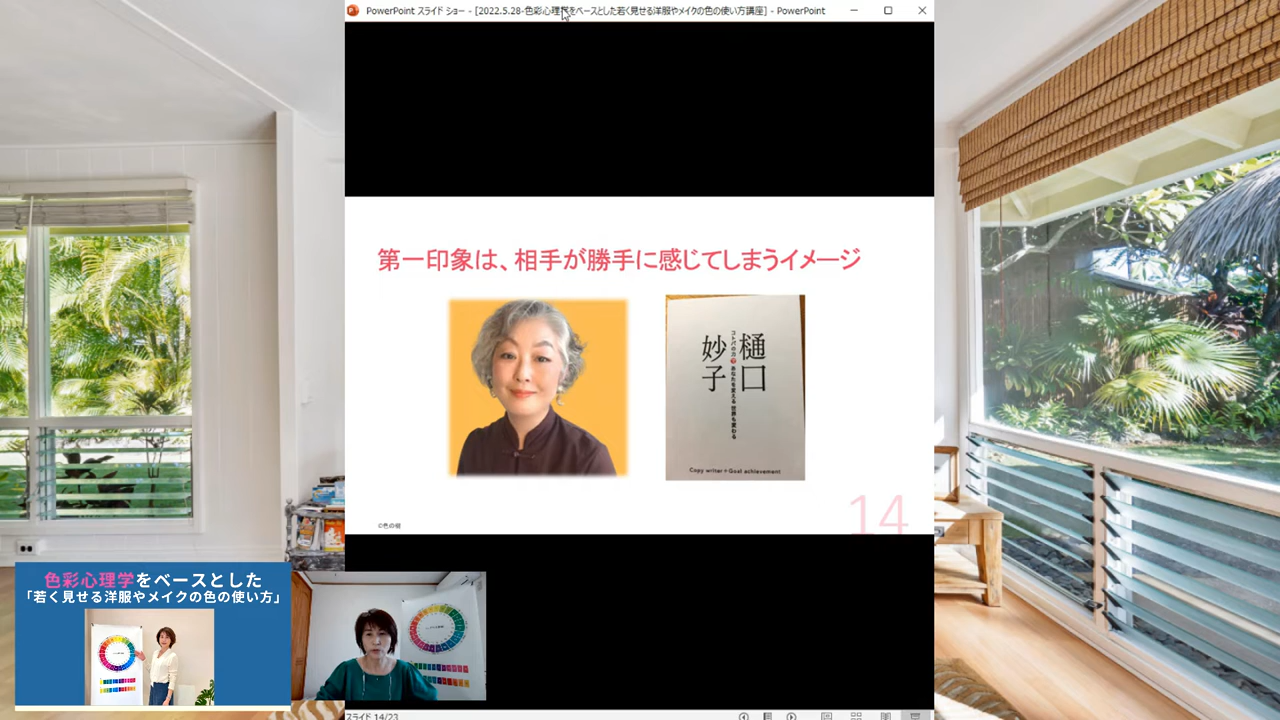 PowerPoint スライド ショー - [2022.5.28-色彩心理学をベースとした若く見せる洋服やメイクの色の使い方講座] - PowerPoint
第一印象は、相手が勝手に感じてしまうイメージ
樋口
コトバの力で あなたを変える 世界も変わる
妙子
Copy writer + Goal achievement
14
©色の樹
色彩心理学をベースとした
「若く見せる洋服やメイクの色の使い方」
スライド 14/23